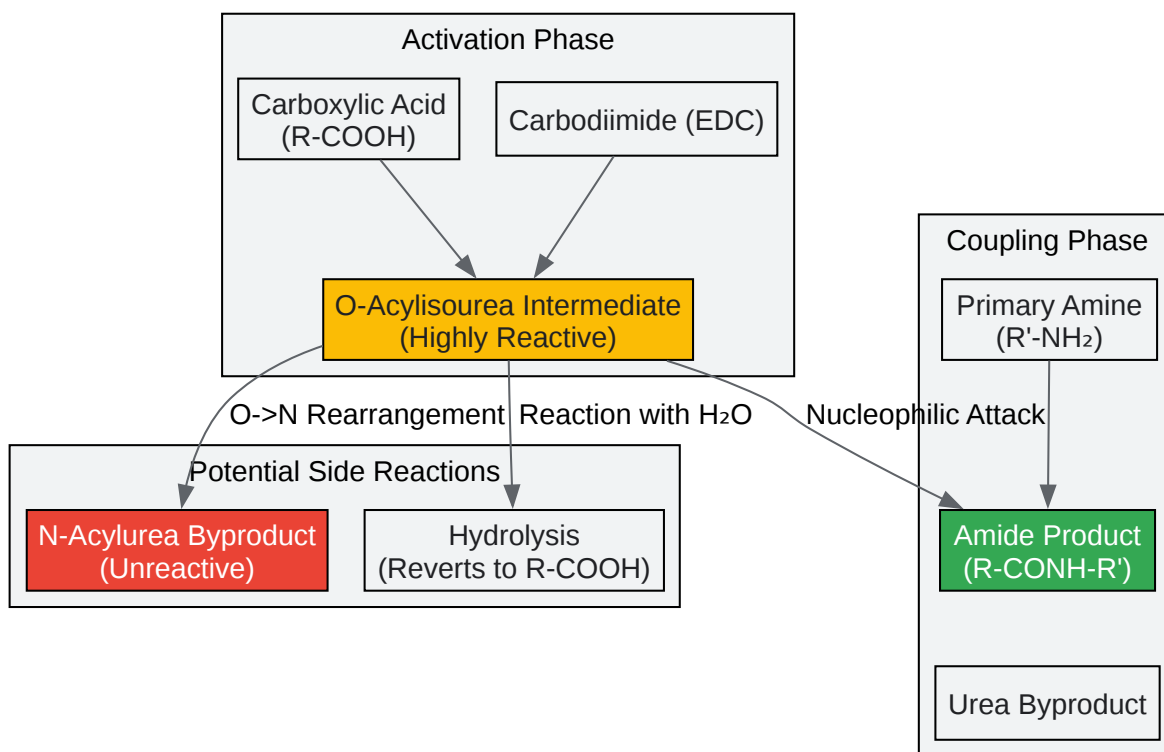 Activation Phase
Carboxylic Acid
(R-COOH)
Carbodiimide (EDC)
O-Acylisourea Intermediate
(Highly Reactive)
Coupling Phase
Primary Amine
(R'-NH₂)
O->N Rearrangement
Reaction with H₂O
Nucleophilic Attack
Potential Side Reactions
N-Acylurea Byproduct
(Unreactive)
Hydrolysis
(Reverts to R-COOH)
Amide Product
(R-CONH-R')
Urea Byproduct